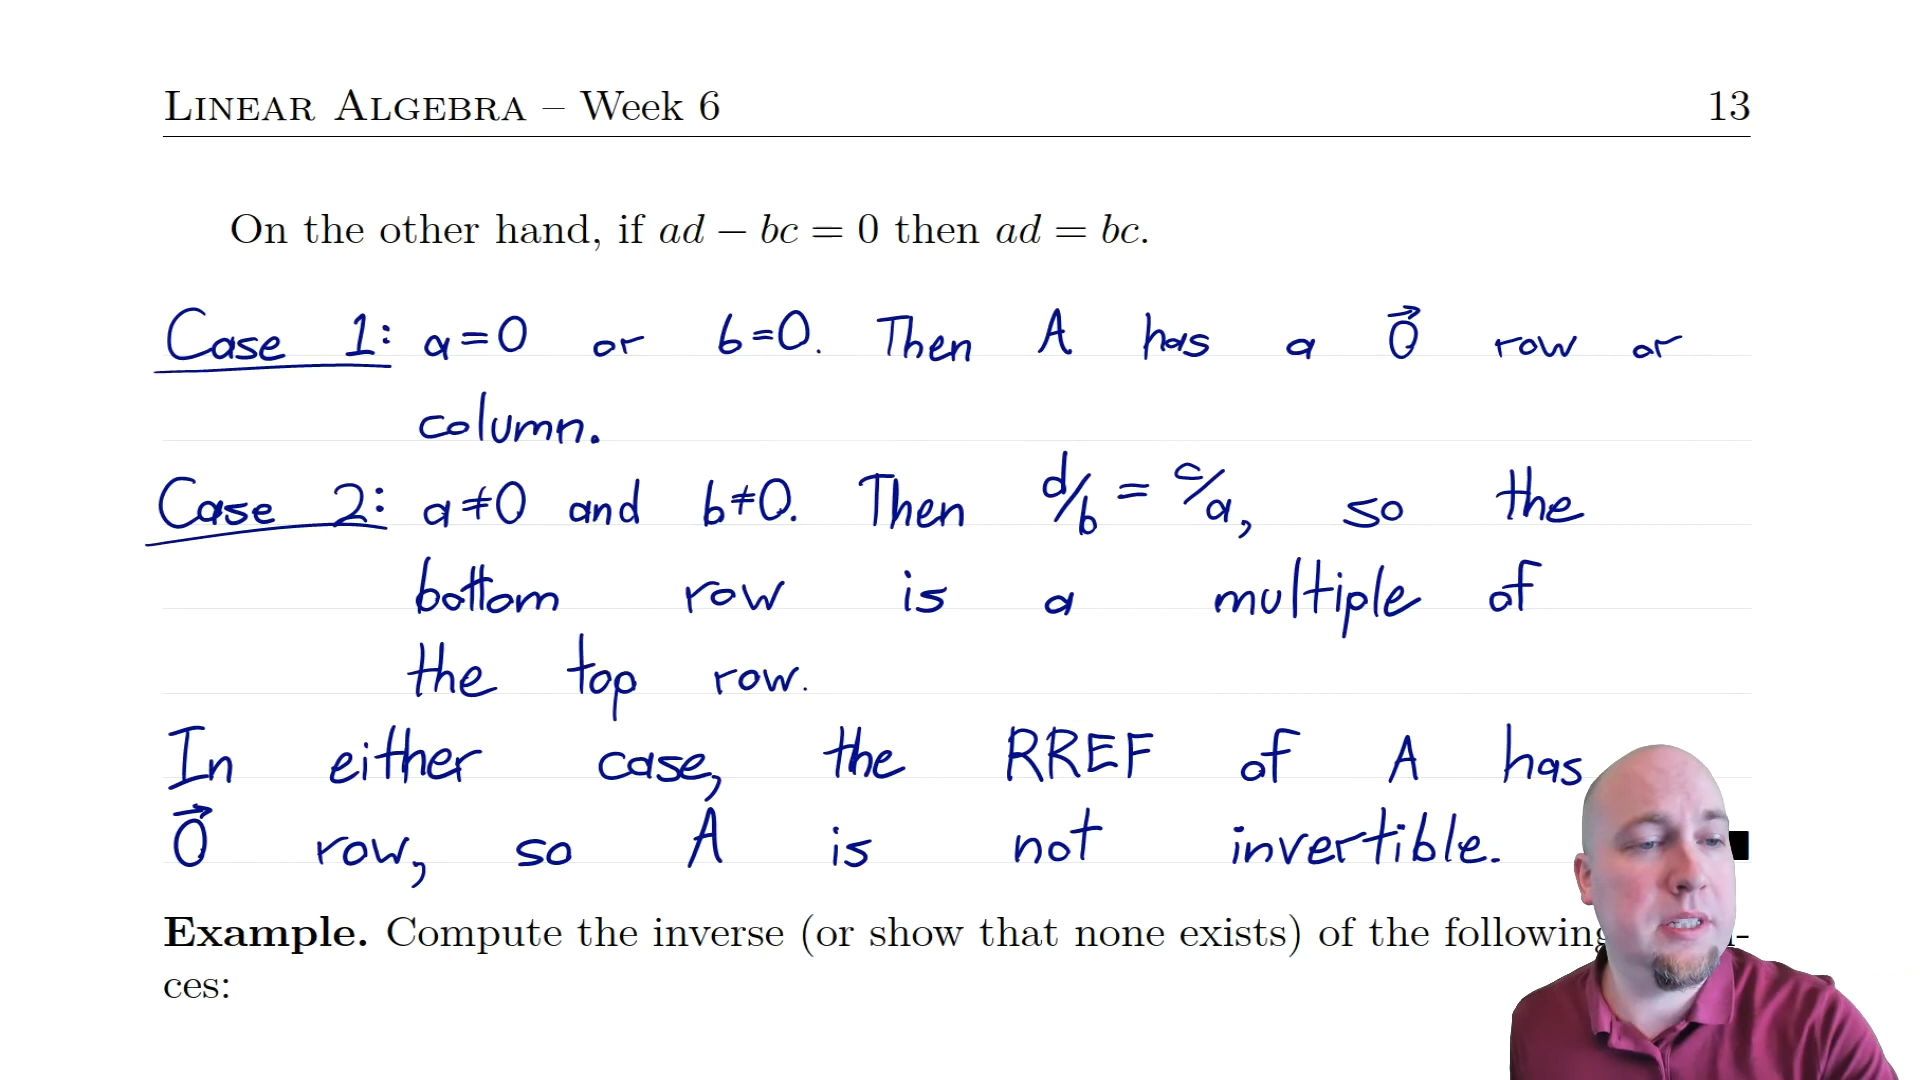 LINEAR ALGEBRA – Week 6 13
On the other hand, if ad − bc = 0 then ad = bc.
Case 1: a=0 or b=0. Then A has a 0⃗ row or
column.
Case 2: a≠0 and b≠0. Then d/b = c/a, so the
bottom row is a multiple of
the top row.
In either case, the RREF of A has
0⃗ row, so A is not invertible.
Example. Compute the inverse (or show that none exists) of the following
ces: